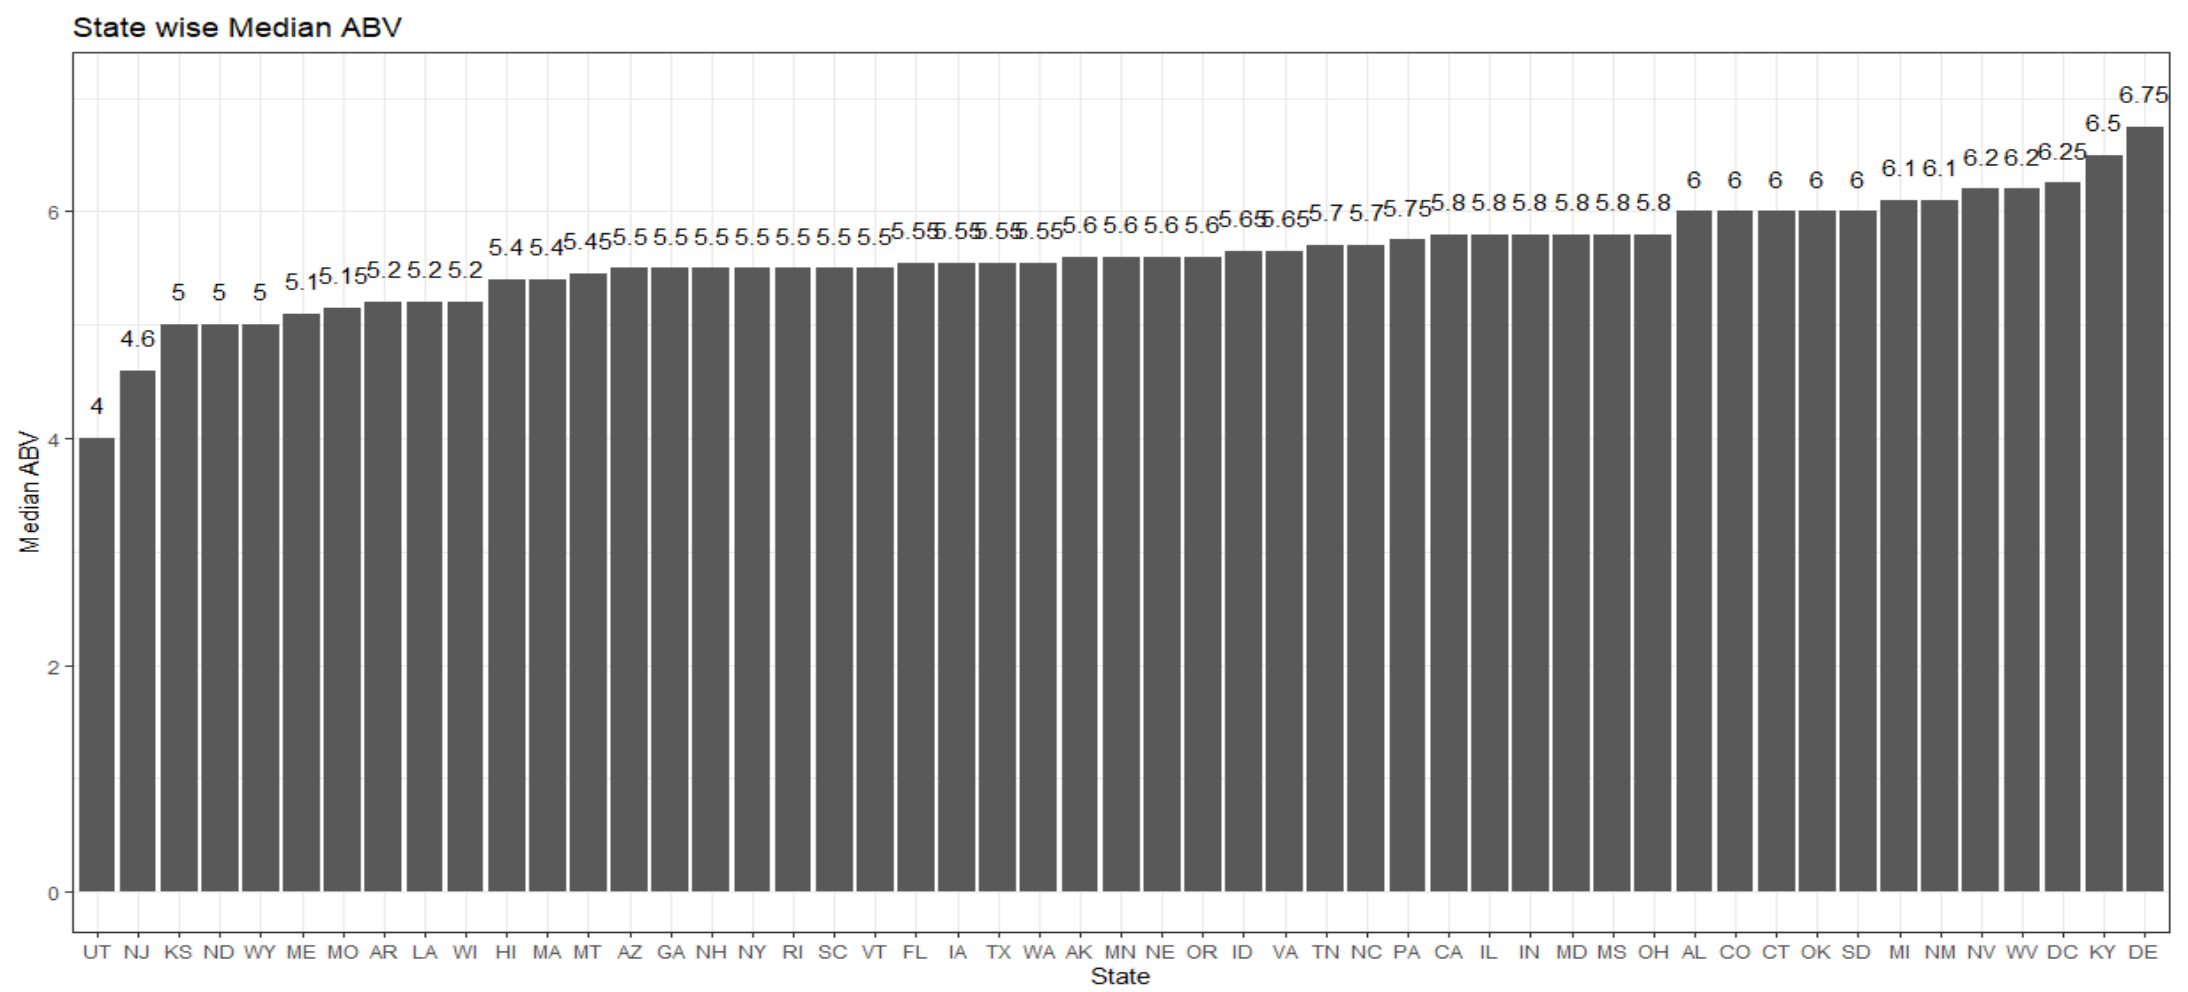 State wise Median ABV
6.75
6.5
6.1 6.1 6.2 6.2 6.25
6 6 6 6 6
5.65 5.65 5.7 5.7 5.75 5.8 5.8 5.8 5.8 5.8 5.8
5.4 5.4 5.45 5.5 5.5 5.5 5.5 5.5 5.5 5.5 5.55 5.55 5.55 5.55 5.6 5.6 5.6 5.6
5 5 5 5.1 5.15 5.2 5.2 5.2
4.6
4
6
4
2
0
Median ABV
UT NJ KS ND WY ME MO AR LA WI HI MA MT AZ GA NH NY RI SC VT FL IA TX WA AK MN NE OR ID VA TN NC PA CA IL IN MD MS OH AL CO CT OK SD MI NM NV WV DC KY DE
State